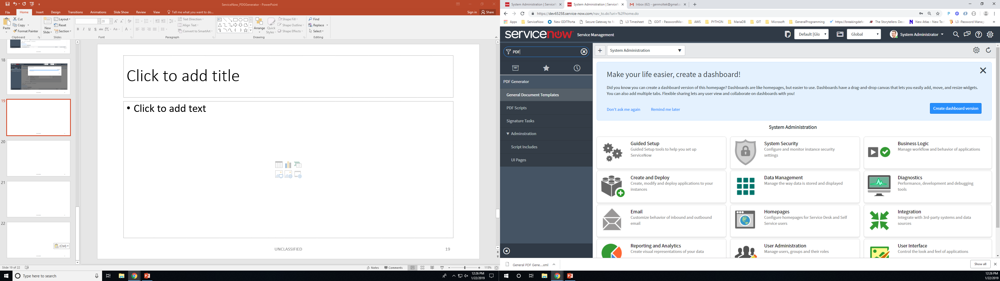 ServiceNow_PDGGenerator - PowerPoint
File Home Insert Design Transitions Animations Slide Show Review View Tell me what you want to do... Sign in Share
Paste
Cut
Copy
Format Painter
Clipboard
New
Slide
Layout
Reset
Section
Slides
28
B I U S abc AV Aa A
Font
Text Direction
Align Text
Convert to SmartArt
Paragraph
Arrange
Quick
Styles
Shape Fill
Shape Outline
Shape Effects
Drawing
Find
Replace
Select
Editing
18
19
20
21
22
(Ctrl)
Click to add title
• Click to add text
UNCLASSIFIED
19
Slide 19 of 22
Notes Comments 115%
Type here to search
12:26 PM
1/22/2019
System Administration | Service
System Administration | Service
Inbox (62) - genmoltek@gmail.c
https://dev65258.service-now.com/nav_to.do?uri=%2Fhome.do
Apps ServiceNow New GDITPorta Secure Gateway to N L3 Timesheet GDIT - PasswordMan AWS PYTHON MariaDB GIT Microsoft GeneralProgramming https://breakingdefe The Storytellers: Dece New Atlas - New Tec L3 -Password Manag
servicenow Service Management
Default [Glo
Global
System Administrator
PDF
PDF Generator
General Document Templates
PDF Scripts
Signature Tasks
Adminstration
Script Includes
UI Pages
System Administration
Make your life easier, create a dashboard!
Did you know you can create a dashboard version of this homepage? Dashboards are like homepages, but easier to use. Dashboards have a drag-and-drop canvas that lets you easily add, move, and resize widgets.
You can also add multiple tabs. Flexible sharing lets any user view and collaborate on dashboards with you!
Don't ask me again Remind me later
Create dashboard version
System Administration
Guided Setup
Guided Setup tools to help you set up
ServiceNow
System Security
Configure and monitor instance security
settings
Business Logic
Manage workflow and behavior of applications
Create and Deploy
Create, modify and deploy applications to your
instances
Data Management
Manage the way data is stored and displayed
Diagnostics
Performance, development and debugging
tools
Email
Customize behavior of inbound and outbound
email
Homepages
Configure homepages for Service Desk and Self
Service users
Integration
Integrate with 3rd-party systems and data
sources
Reporting and Analytics
Create visual representations of your data
User Administration
Manage users, groups and their roles
User Interface
Control the look and feel of applications
General PDF Gene....xml
Show all
12:26 PM
1/22/2019